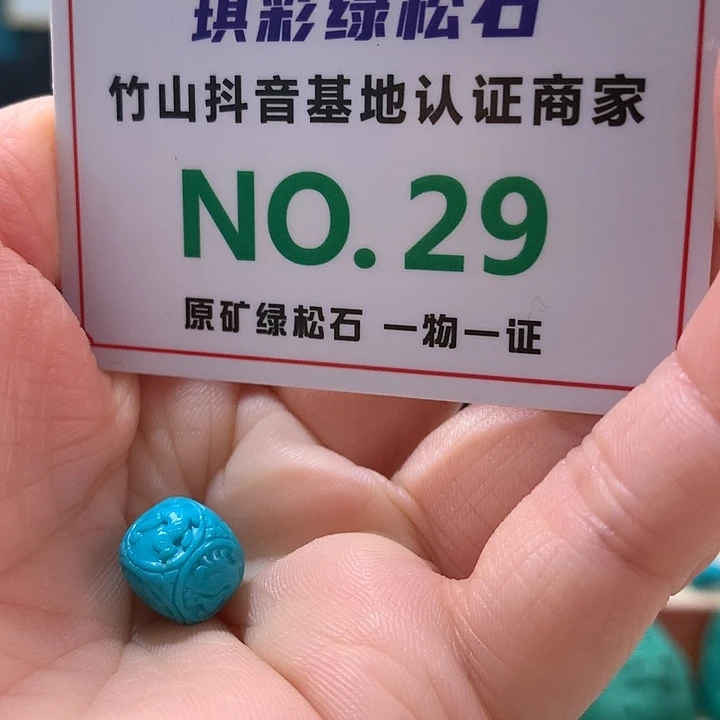 琪彩绿松石
竹山抖音基地认证商家
NO.29
原矿绿松石 一物一证